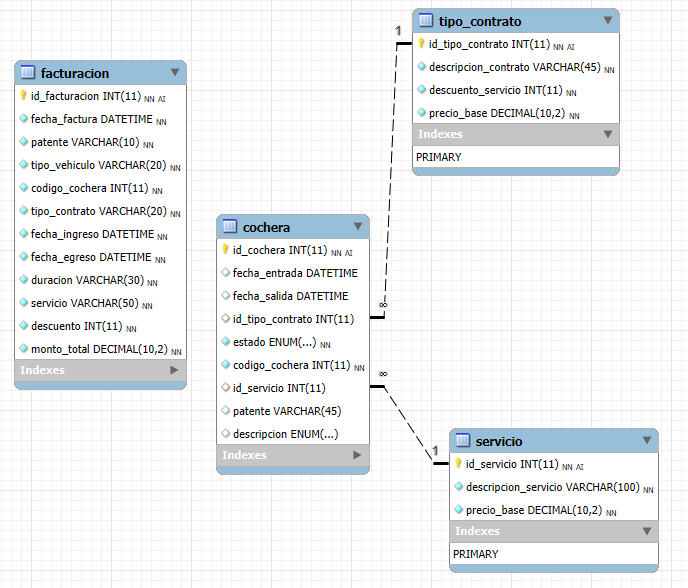 tipo_contrato
id_tipo_contrato INT(11) NN AI
descripcion_contrato VARCHAR(45) NN
descuento_servicio INT(11) NN
precio_base DECIMAL(10,2) NN
Indexes
PRIMARY
1
facturacion
id_facturacion INT(11) NN AI
fecha_factura DATETIME NN
patente VARCHAR(10) NN
tipo_vehiculo VARCHAR(20) NN
codigo_cochera INT(11) NN
tipo_contrato VARCHAR(20) NN
fecha_ingreso DATETIME NN
fecha_egreso DATETIME NN
duracion VARCHAR(30) NN
servicio VARCHAR(50) NN
descuento INT(11) NN
monto_total DECIMAL(10,2) NN
Indexes
cochera
id_cochera INT(11) NN AI
fecha_entrada DATETIME
fecha_salida DATETIME
id_tipo_contrato INT(11)
estado ENUM(...) NN
codigo_cochera INT(11) NN
id_servicio INT(11)
patente VARCHAR(45)
descripcion ENUM(...)
Indexes
∞
∞
1
servicio
id_servicio INT(11) NN AI
descripcion_servicio VARCHAR(100) NN
precio_base DECIMAL(10,2) NN
Indexes
PRIMARY